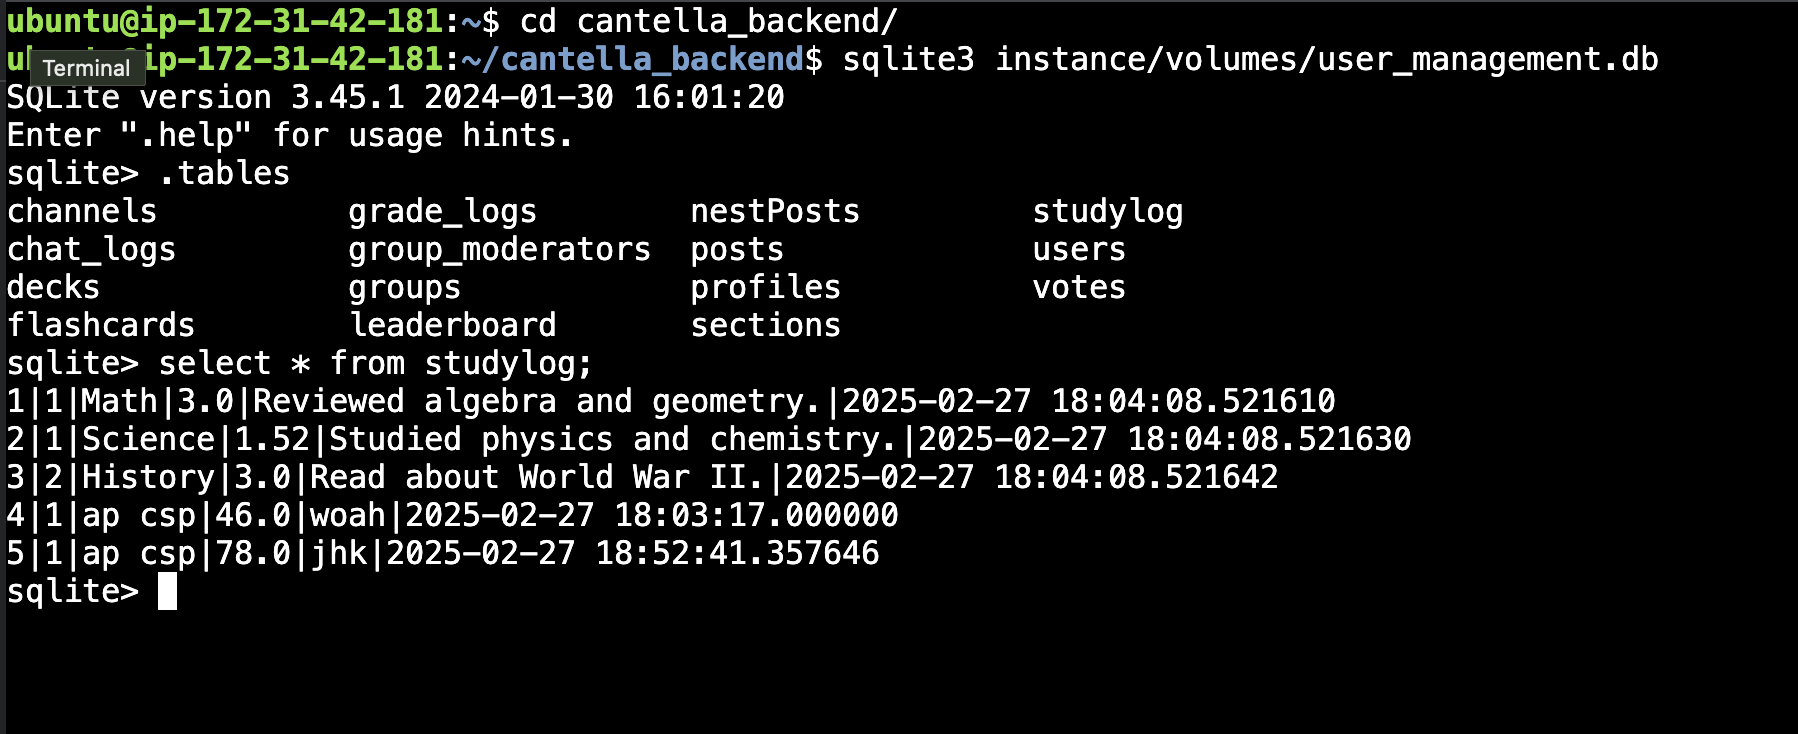 ubuntu@ip-172-31-42-181:~$ cd cantella_backend/
ip-172-31-42-181:~/cantella_backend$ sqlite3 instance/volumes/user_management.db
Terminal
SQLite version 3.45.1 2024-01-30 16:01:20
Enter ".help" for usage hints.
sqlite> .tables
channels grade_logs nestPosts studylog
chat_logs group_moderators posts users
decks groups profiles votes
flashcards leaderboard sections
sqlite> select * from studylog;
1|1|Math|3.0|Reviewed algebra and geometry.|2025-02-27 18:04:08.521610
2|1|Science|1.52|Studied physics and chemistry.|2025-02-27 18:04:08.521630
3|2|History|3.0|Read about World War II.|2025-02-27 18:04:08.521642
4|1|ap csp|46.0|woah|2025-02-27 18:03:17.000000
5|1|ap csp|78.0|jhk|2025-02-27 18:52:41.357646
sqlite>